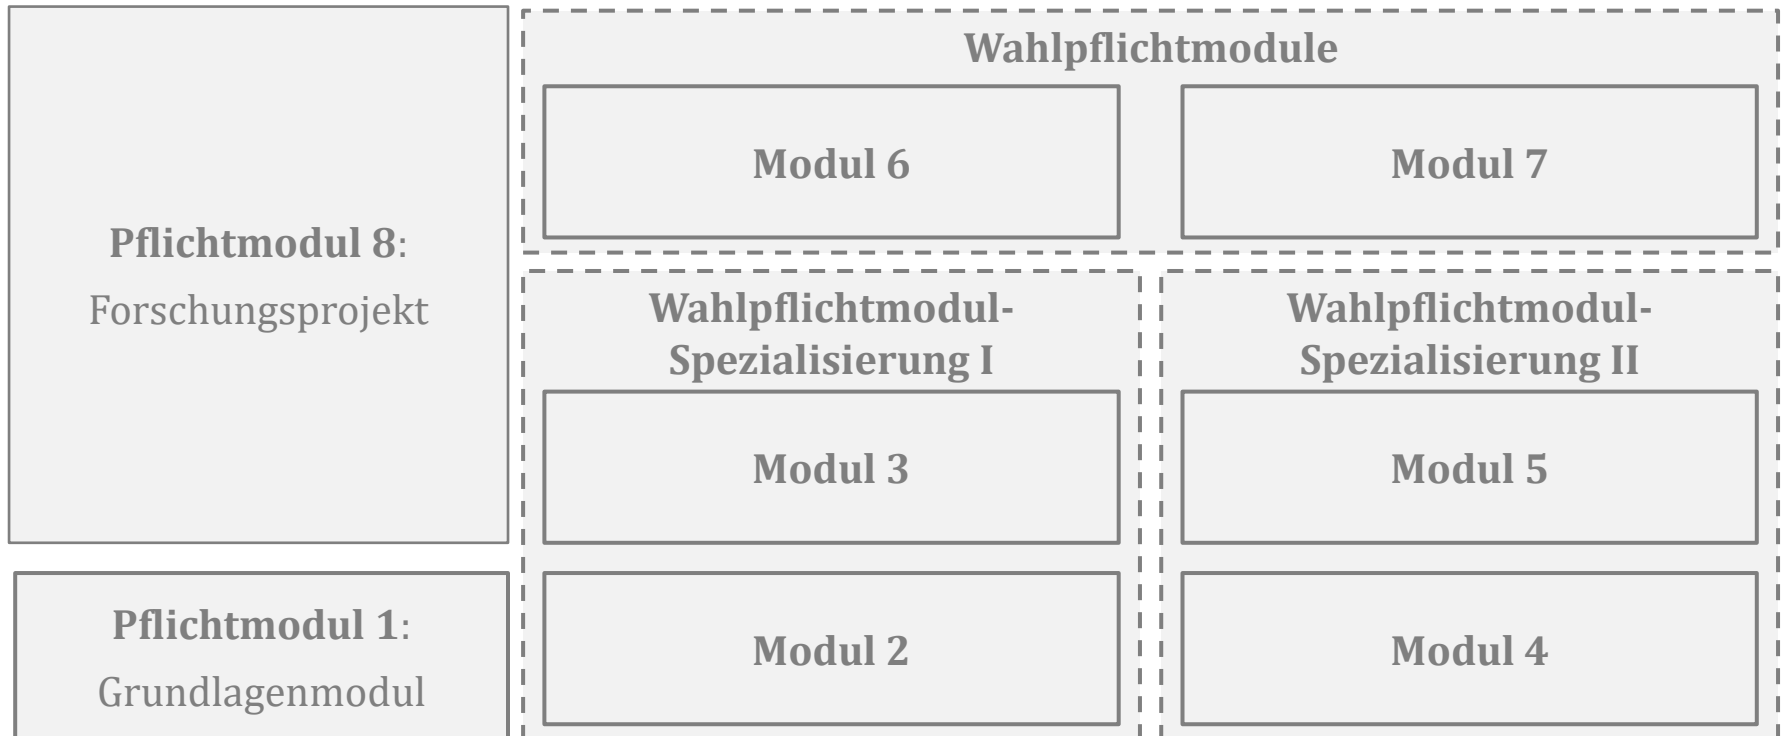 Pflichtmodul 8:
Forschungsprojekt
Pflichtmodul 1:
Grundlagenmodul
Wahlpflichtmodule
Modul 6
Modul 7
Wahlpflichtmodul-
Spezialisierung I
Modul 3
Modul 2
Wahlpflichtmodul-
Spezialisierung II
Modul 5
Modul 4